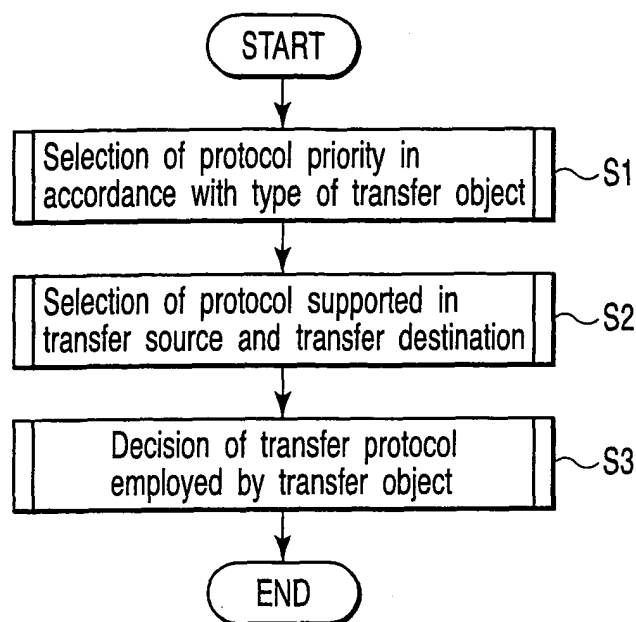 START
Selection of protocol priority in
accordance with type of transfer object
S1
Selection of protocol supported in
transfer source and transfer destination
S2
Decision of transfer protocol
employed by transfer object
S3
END